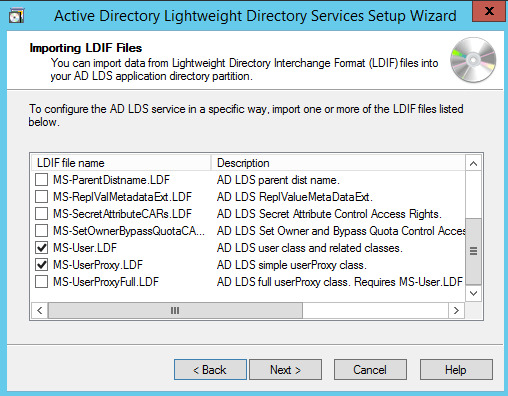 Active Directory Lightweight Directory Services Setup Wizard
X
Importing LDIF Files
You can import data from Lightweight Directory Interchange Format (LDIF) files into
your AD LDS application directory partition.
To configure the AD LDS service in a specific way, import one or more of the LDIF files listed
below.
LDIF file name Description
MS-ParentDistname.LDF AD LDS parent dist name.
MS-ReplValMetadataExt.LDF AD LDS ReplValueMetaDataExt.
MS-SecretAttributeCARs.LDF AD LDS Secret Attribute Control Access Rights.
MS-SetOwnerBypassQuotaCA... AD LDS Set Owner and Bypass Quota Control Acces
MS-User.LDF AD LDS user class and related classes.
MS-UserProxy.LDF AD LDS simple userProxy class.
MS-UserProxyFull.LDF AD LDS full userProxy class. Requires MS-User.LDF
< Back Next > Cancel Help